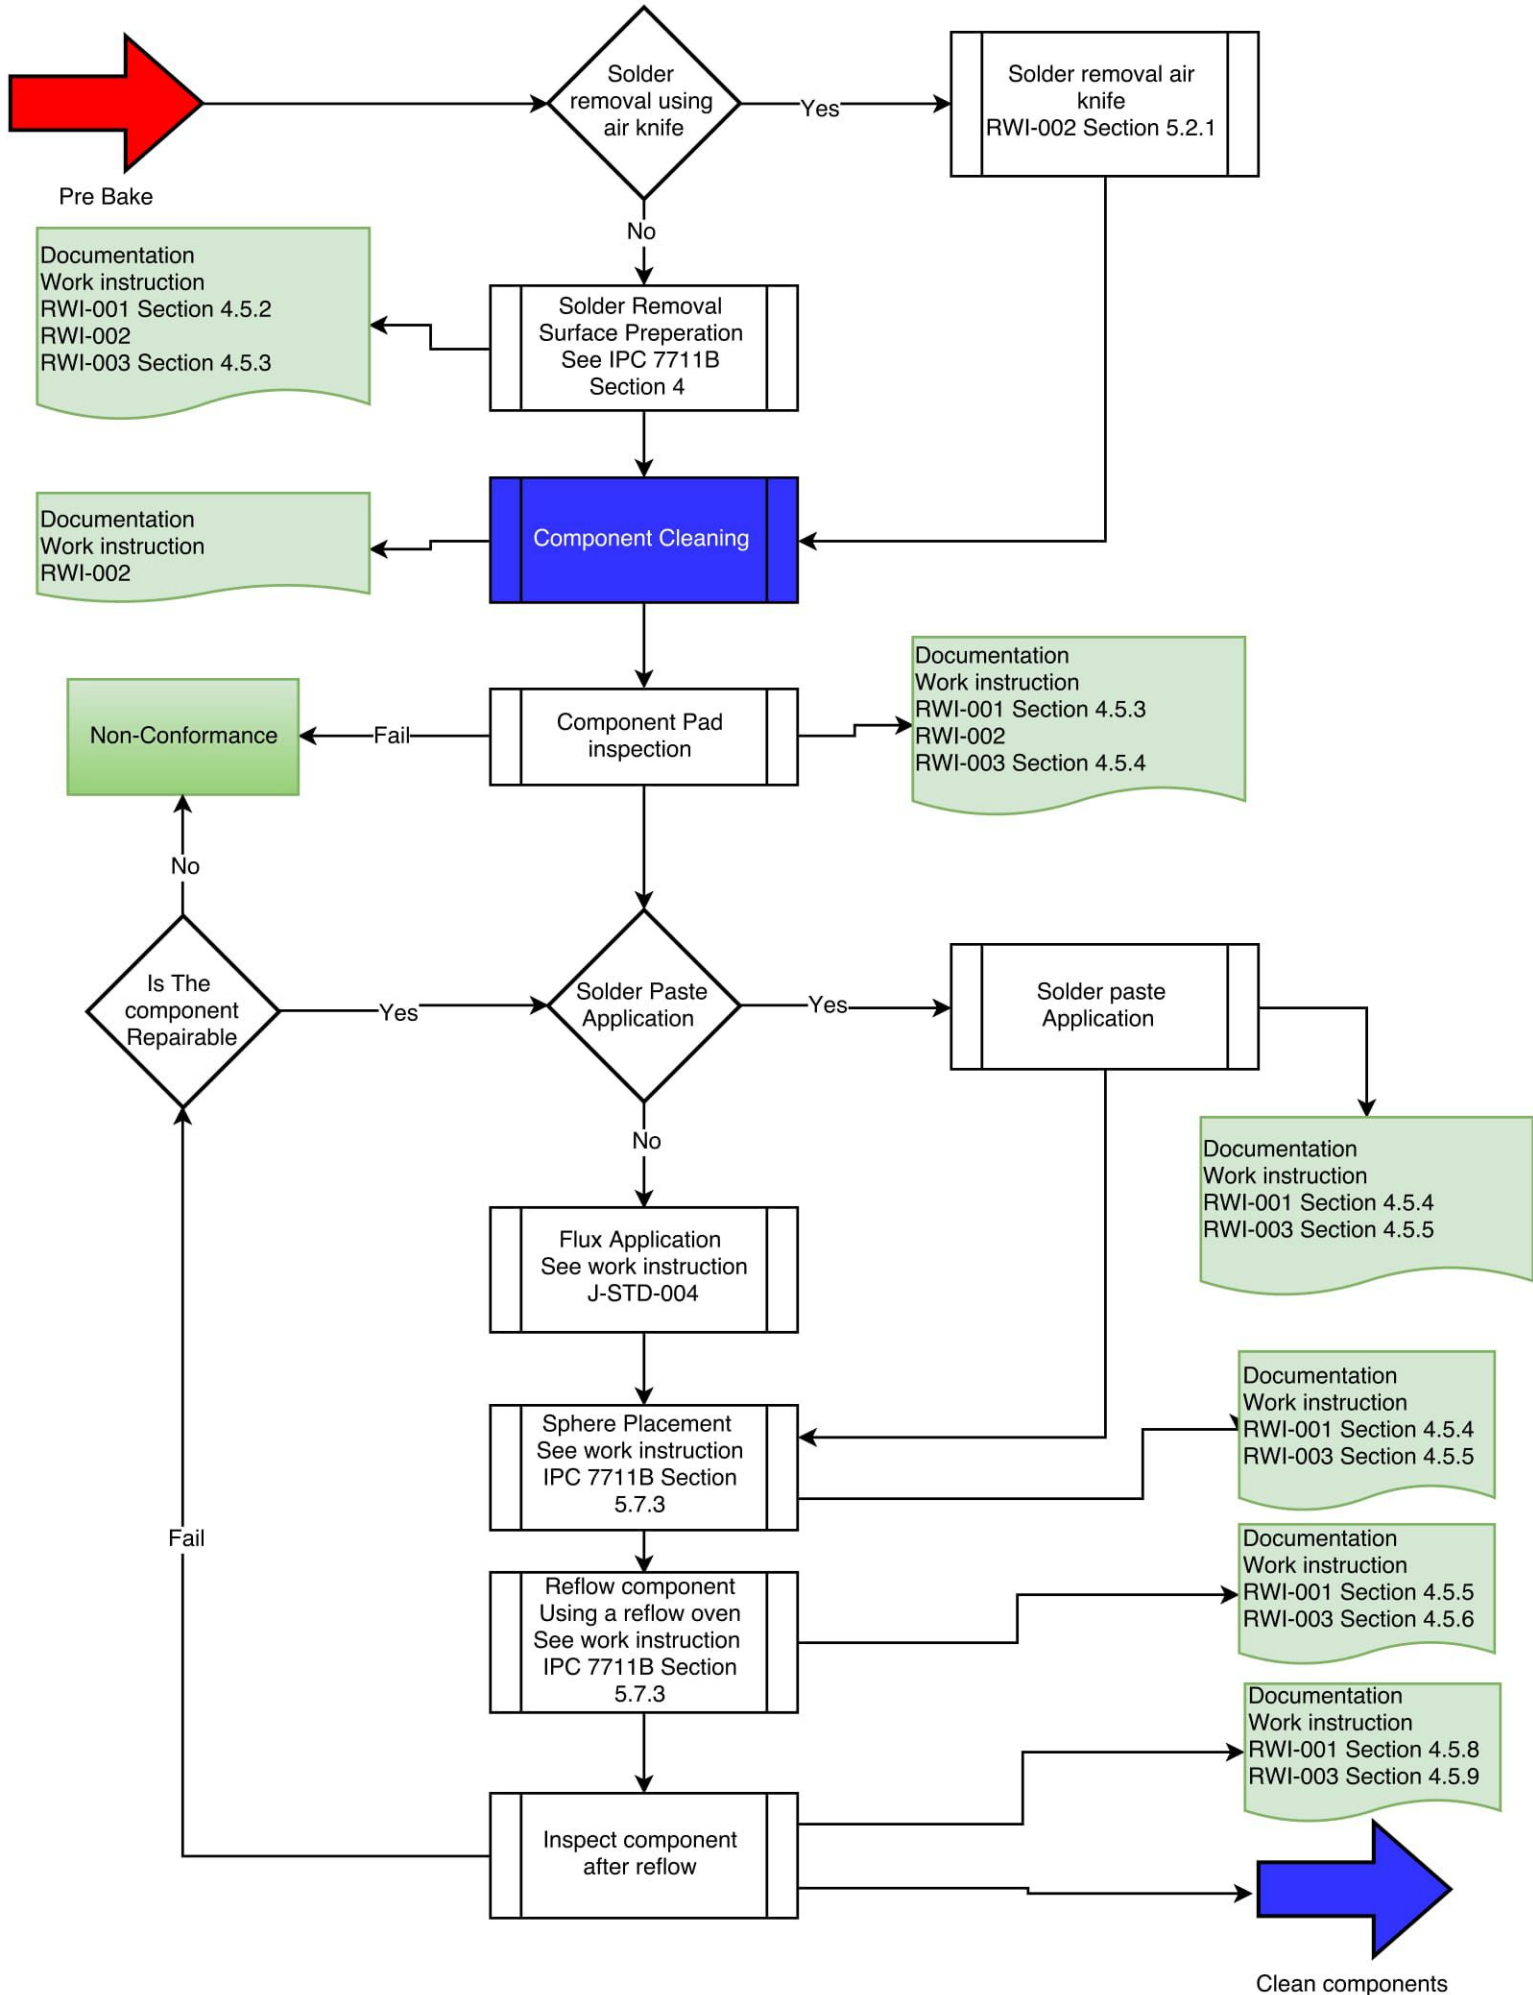 Solder
removal using
air knife
Yes
Solder removal air
knife
RWI-002 Section 5.2.1
Pre Bake
No
Documentation
Work instruction
RWI-001 Section 4.5.2
RWI-002
RWI-003 Section 4.5.3
Solder Removal
Surface Preperation
See IPC 7711B
Section 4
Documentation
Work instruction
RWI-002
Component Cleaning
Non-Conformance
Fail
Component Pad
inspection
Documentation
Work instruction
RWI-001 Section 4.5.3
RWI-002
RWI-003 Section 4.5.4
No
Is The
component
Repairable
Yes
Solder Paste
Application
Yes
Solder paste
Application
No
Documentation
Work instruction
RWI-001 Section 4.5.4
RWI-003 Section 4.5.5
Flux Application
See work instruction
J-STD-004
Sphere Placement
See work instruction
IPC 7711B Section
5.7.3
Documentation
Work instruction
RWI-001 Section 4.5.4
RWI-003 Section 4.5.5
Fail
Reflow component
Using a reflow oven
See work instruction
IPC 7711B Section
5.7.3
Documentation
Work instruction
RWI-001 Section 4.5.5
RWI-003 Section 4.5.6
Documentation
Work instruction
RWI-001 Section 4.5.8
RWI-003 Section 4.5.9
Inspect component
after reflow
Clean components